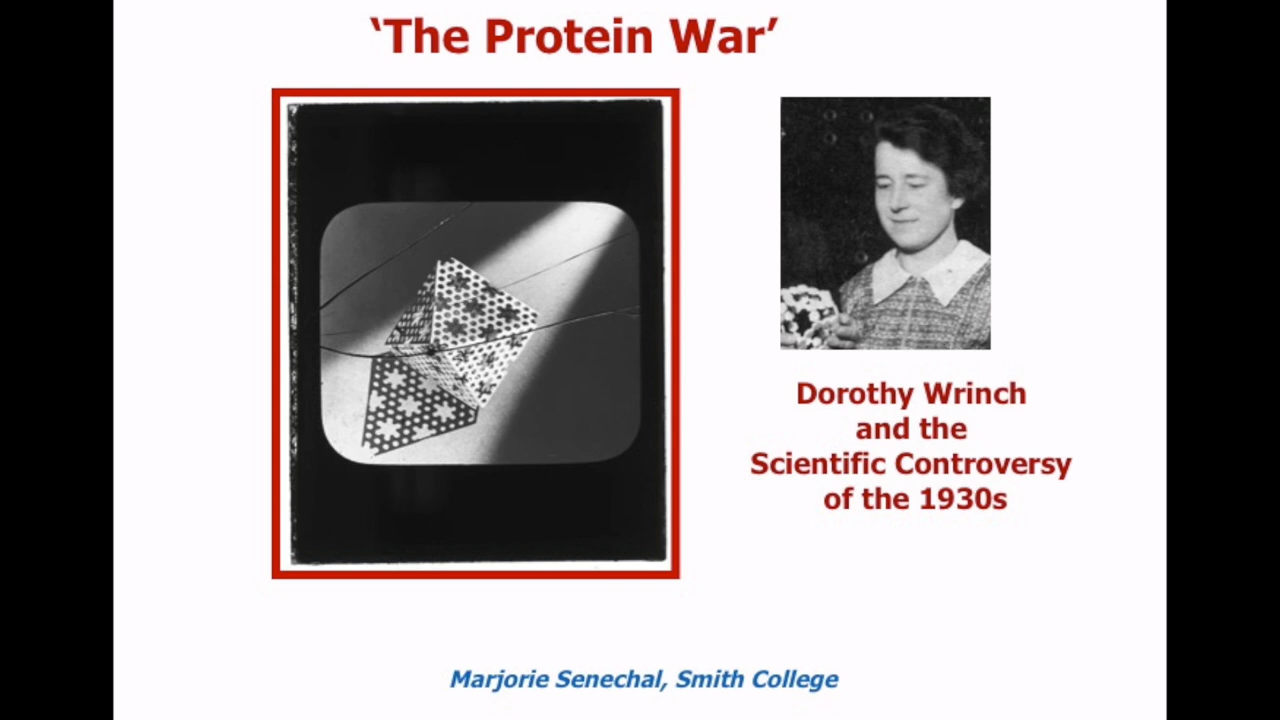 ‘The Protein War’
Dorothy Wrinch
and the
Scientific Controversy
of the 1930s
Marjorie Senechal, Smith College